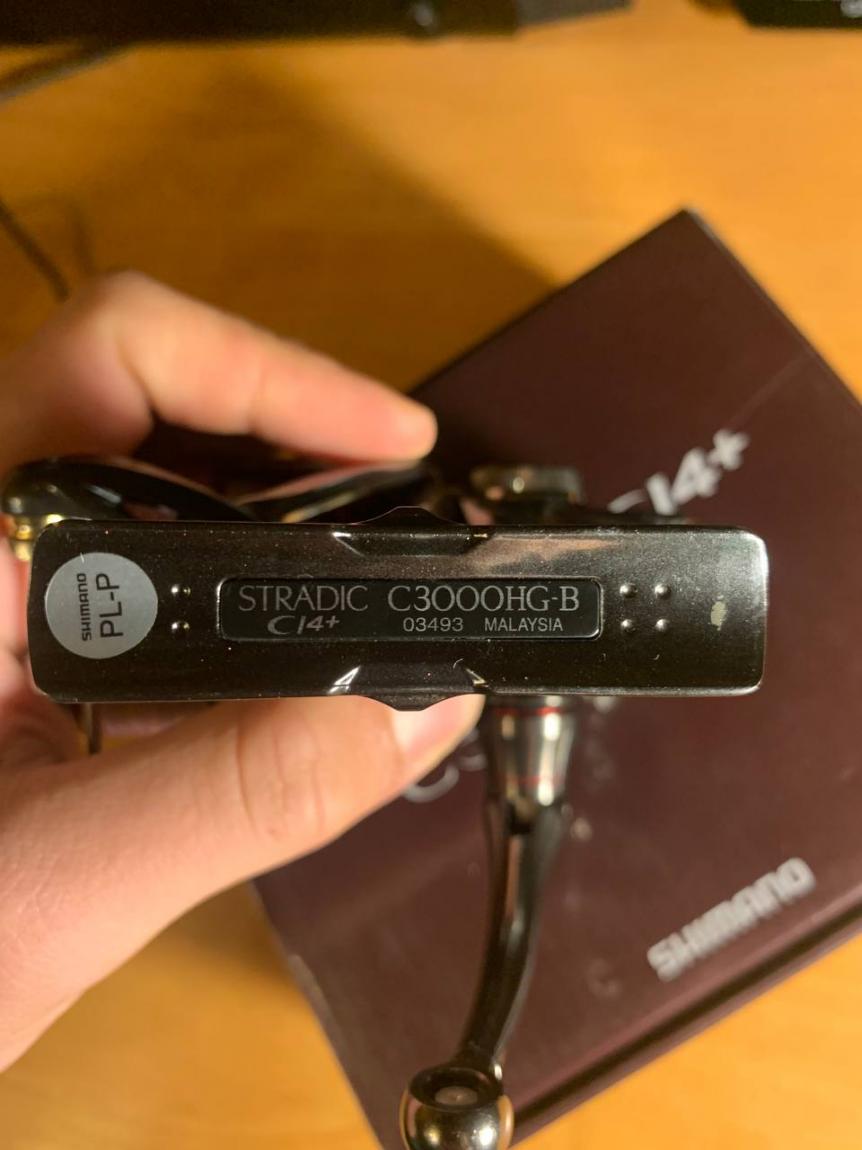 CI4+
SHIMANO
PL-P
STRADIC C3000HG-B
CI4+ 03493 MALAYSIA
SHIMANO